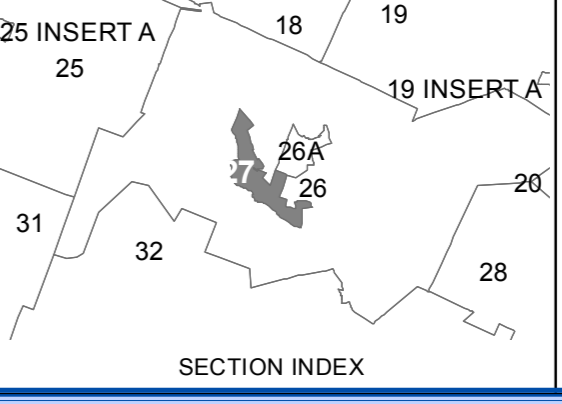 18
19
25 INSERT A
25
19 INSERT A
26A
27
26
20
31
32
28
SECTION INDEX